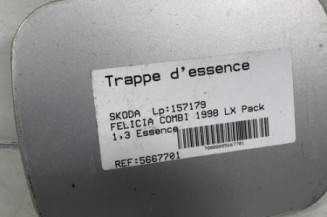 Trappe d'essence
SKODA Lp:157179
FELICIA COMBI 1998 LX Pack
1,3 Essence
REF:5667701